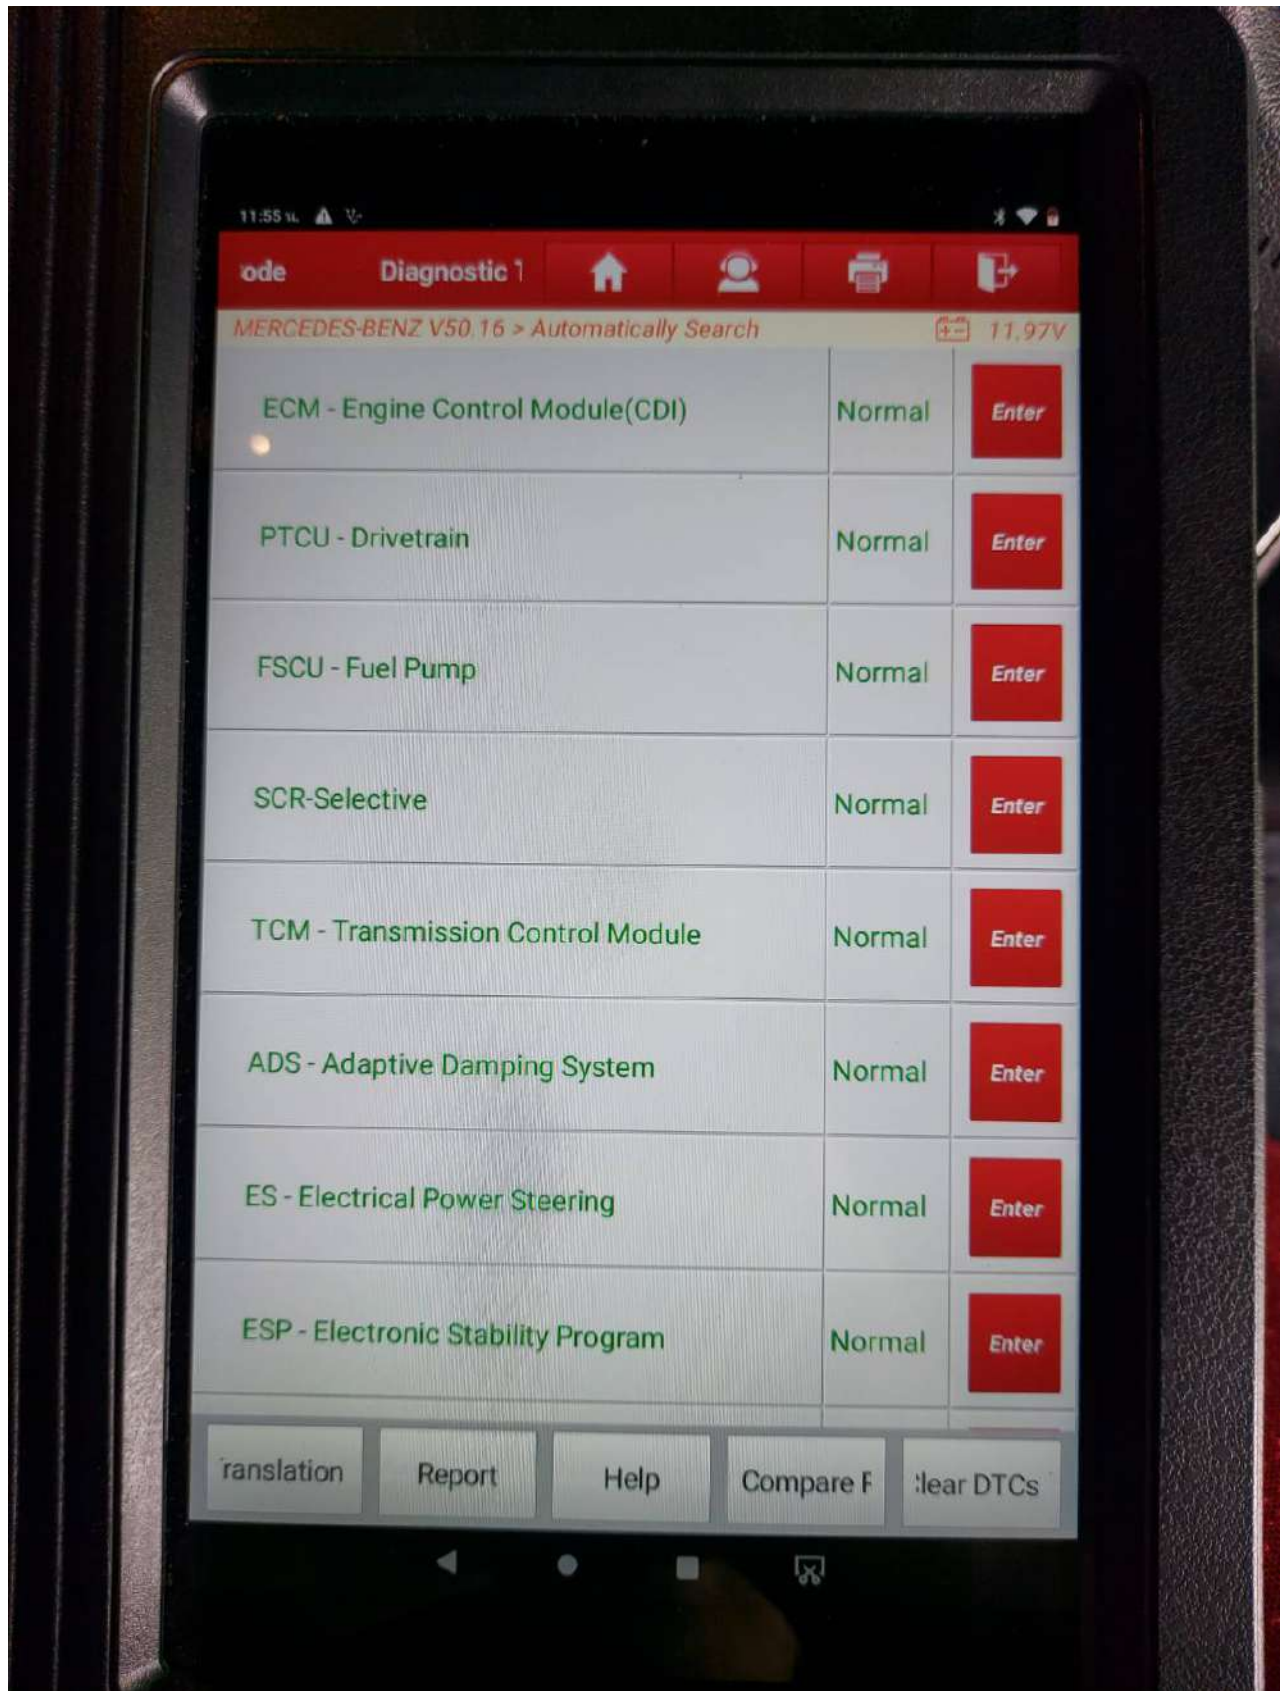 11:55 น.
ode Diagnostic T
MERCEDES-BENZ V50.16 > Automatically Search 11.97V
ECM - Engine Control Module(CDI) Normal Enter
PTCU - Drivetrain Normal Enter
FSCU - Fuel Pump Normal Enter
SCR-Selective Normal Enter
TCM - Transmission Control Module Normal Enter
ADS - Adaptive Damping System Normal Enter
ES - Electrical Power Steering Normal Enter
ESP - Electronic Stability Program Normal Enter
ranslation Report Help Compare F lear DTCs